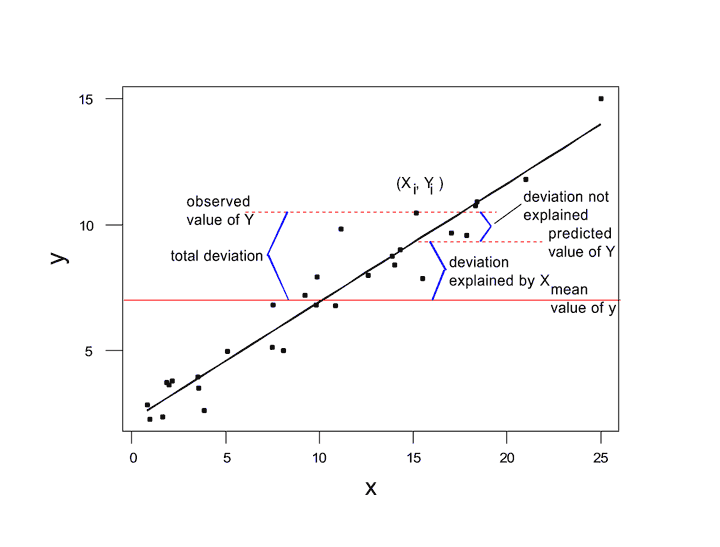 15
(Xi, Yi )
observed
value of Y
deviation not
explained
10
predicted
value of Y
total deviation
deviation
explained by X
mean
value of y
y
5
0 5 10 15 20 25
x